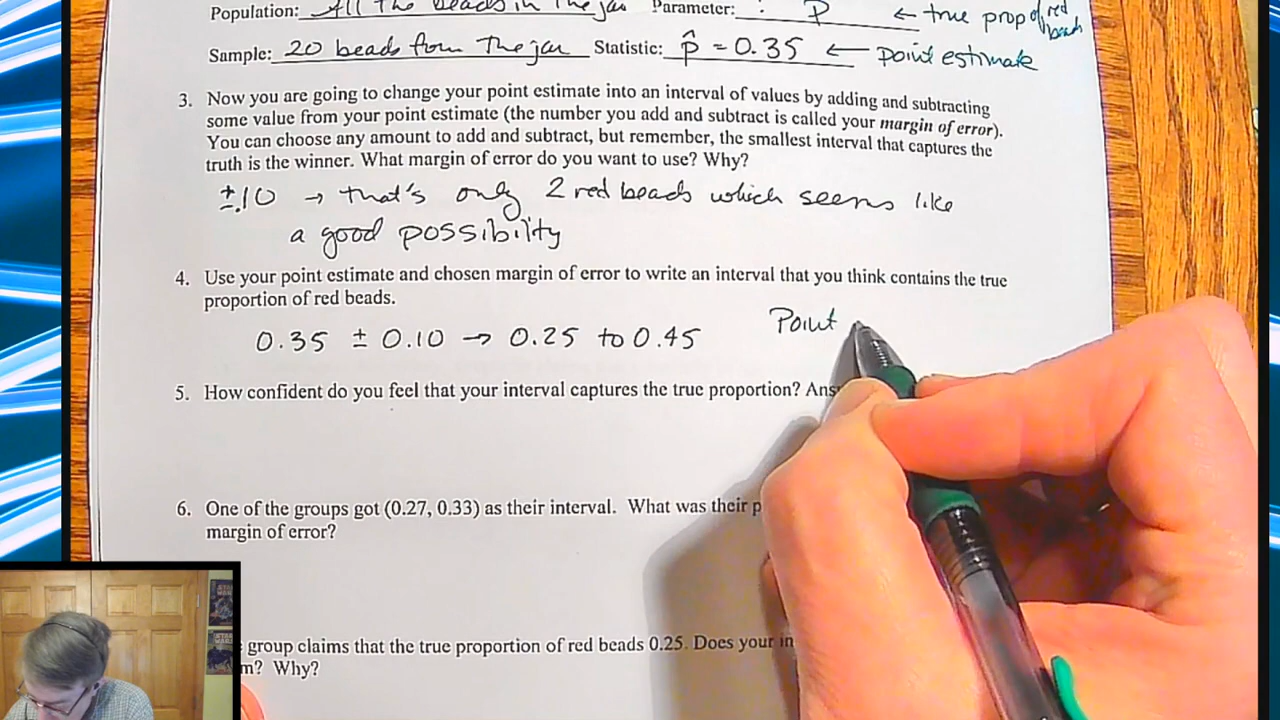 Population: All the beads in the jar Parameter: : p ← true prop of red beads
Sample: 20 beads from the jar Statistic: p̂ = 0.35 ← point estimate
3. Now you are going to change your point estimate into an interval of values by adding and subtracting
some value from your point estimate (the number you add and subtract is called your margin of error).
You can choose any amount to add and subtract, but remember, the smallest interval that captures the
truth is the winner. What margin of error do you want to use? Why?
±.10 → that's only 2 red beads which seems like
a good possibility
4. Use your point estimate and chosen margin of error to write an interval that you think contains the true
proportion of red beads.
Point
0.35 ± 0.10 → 0.25 to 0.45
5. How confident do you feel that your interval captures the true proportion? Ans
6. One of the groups got (0.27, 0.33) as their interval. What was their p
margin of error?
group claims that the true proportion of red beads 0.25. Does your in
m? Why?